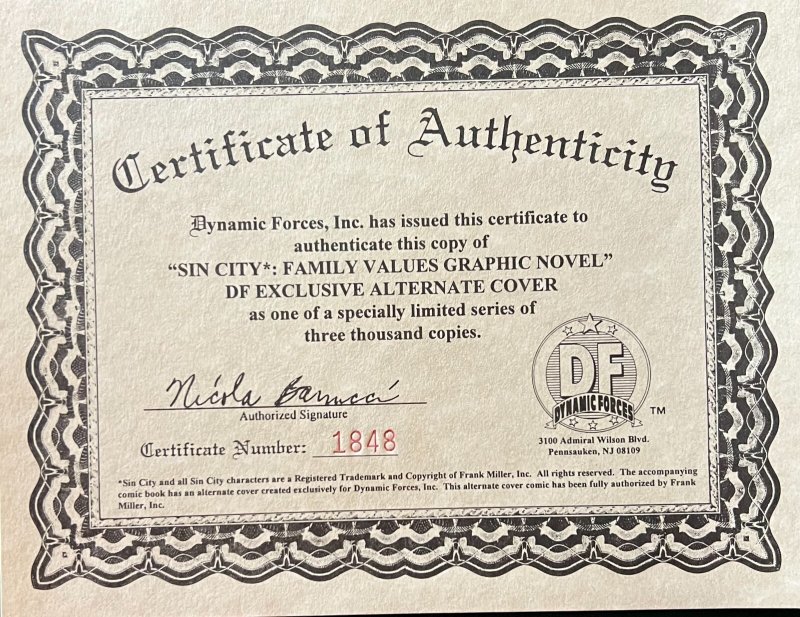 Certificate of Authenticity
Dynamic Forces, Inc. has issued this certificate to
authenticate this copy of
“SIN CITY*: FAMILY VALUES GRAPHIC NOVEL”
DF EXCLUSIVE ALTERNATE COVER
as one of a specially limited series of
three thousand copies.
Nicola Barrucci
Authorized Signature
Certificate Number: 1848
DF
DYNAMIC FORCES
TM
3100 Admiral Wilson Blvd.
Pennsauken, NJ 08109
*Sin City and all Sin City characters are a Registered Trademark and Copyright of Frank Miller, Inc. All rights reserved. The accompanying
comic book has an alternate cover created exclusively for Dynamic Forces, Inc. This alternate cover comic has been fully authorized by Frank
Miller, Inc.